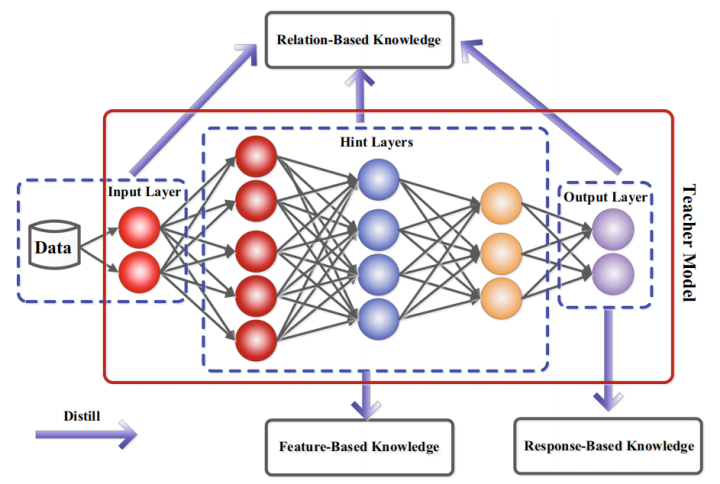 Relation-Based Knowledge
Hint Layers
Input Layer
Output Layer
Data
Teacher Model
Distill
Feature-Based Knowledge
Response-Based Knowledge